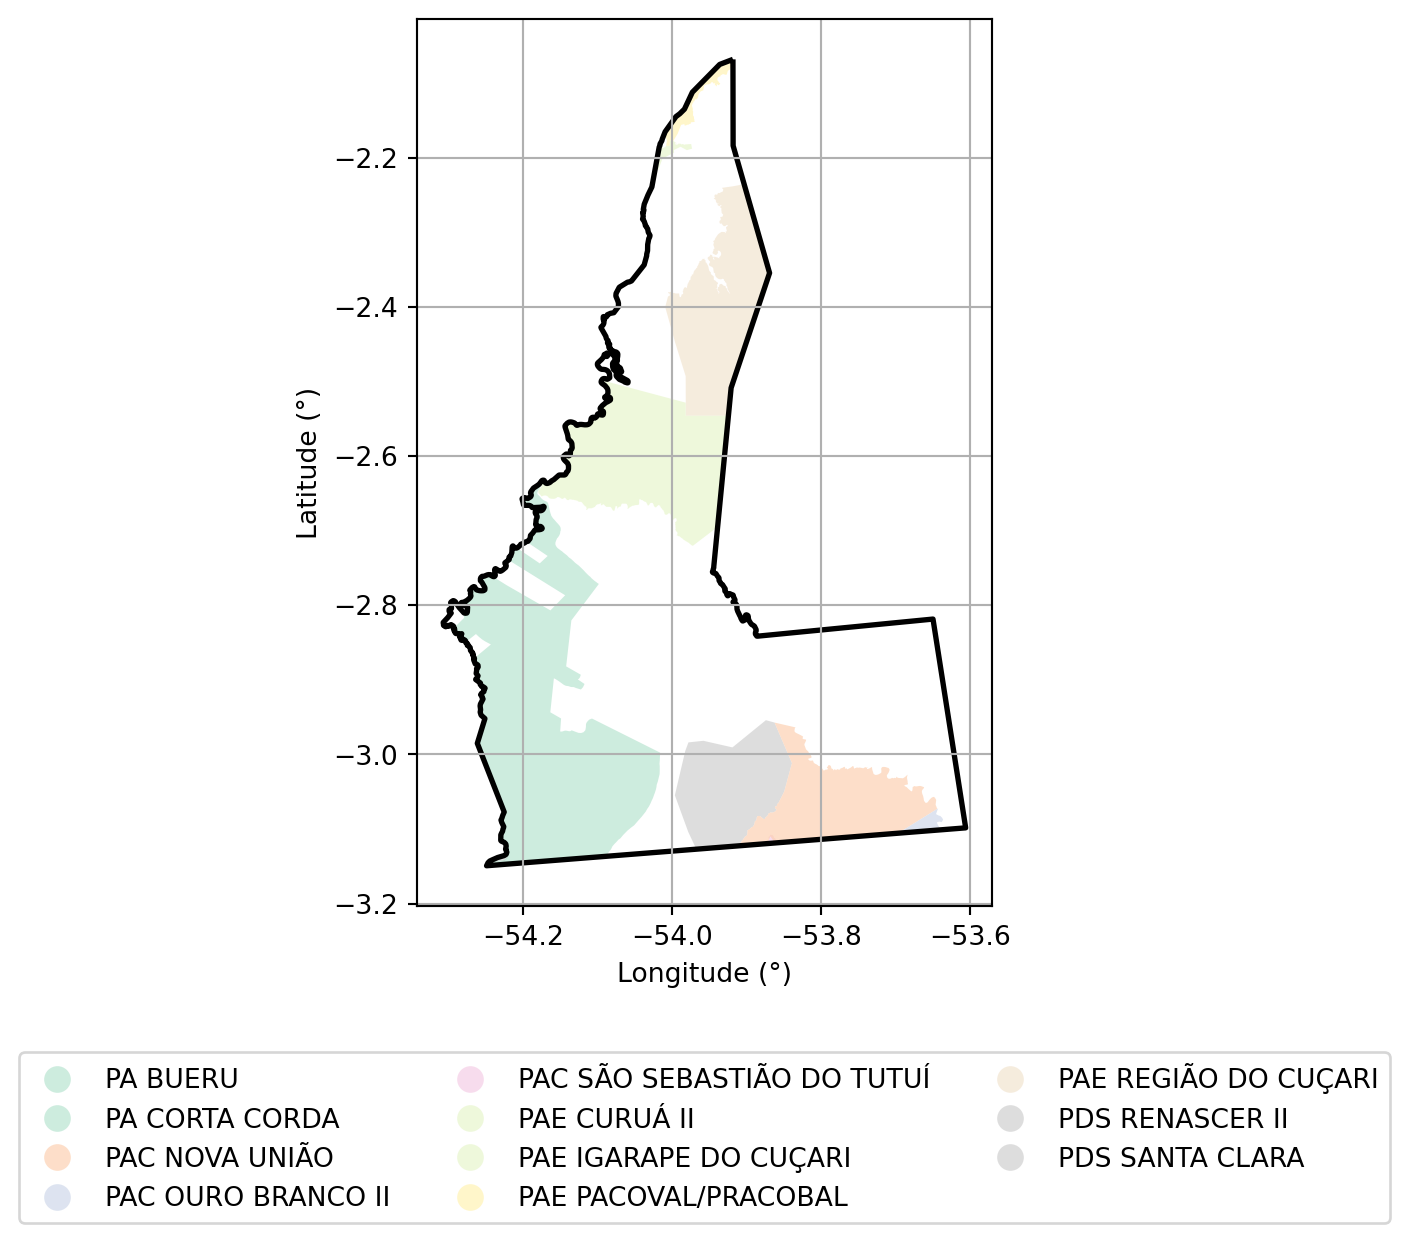 −2.2
−2.4
−2.6
−2.8
−3.0
−3.2
Latitude (°)
−54.2 −54.0 −53.8 −53.6
Longitude (°)
PA BUERU
PA CORTA CORDA
PAC NOVA UNIÃO
PAC OURO BRANCO II
PAC SÃO SEBASTIÃO DO TUTUÍ
PAE CURUÁ II
PAE IGARAPE DO CUÇARI
PAE PACOVAL/PRACOBAL
PAE REGIÃO DO CUÇARI
PDS RENASCER II
PDS SANTA CLARA